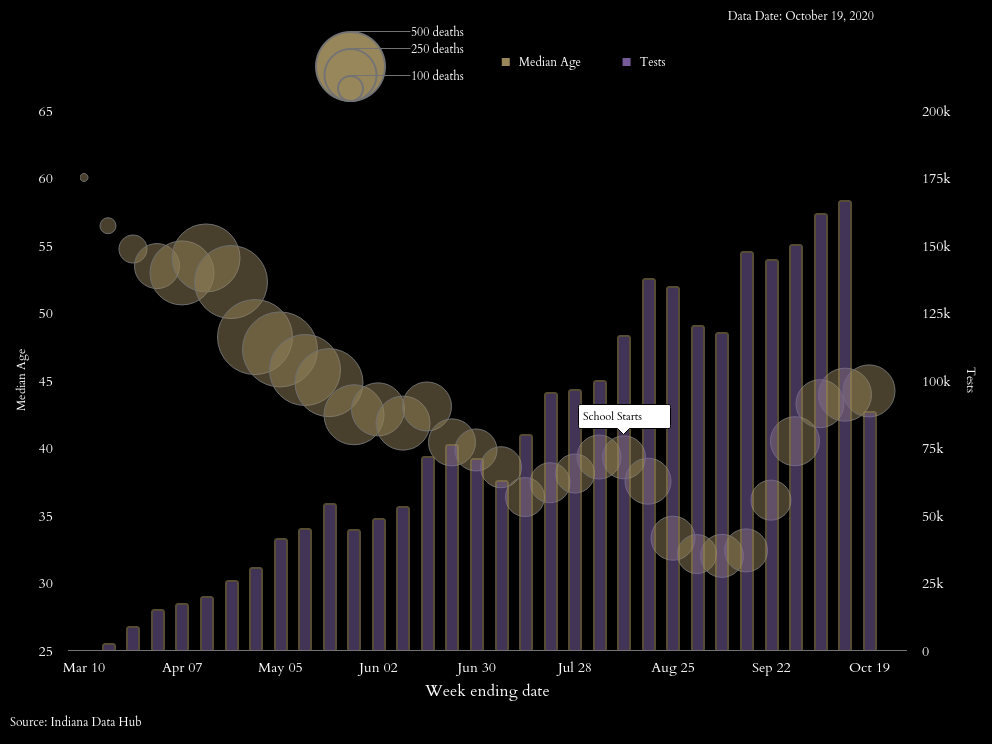 Data Date: October 19, 2020
500 deaths
250 deaths
100 deaths
Median Age
Tests
65
200k
60
175k
55
150k
50
125k
45
100k
40
75k
35
50k
30
25k
25
0
Median Age
Tests
School Starts
Mar 10
Apr 07
May 05
Jun 02
Jun 30
Jul 28
Aug 25
Sep 22
Oct 19
Week ending date
Source: Indiana Data Hub